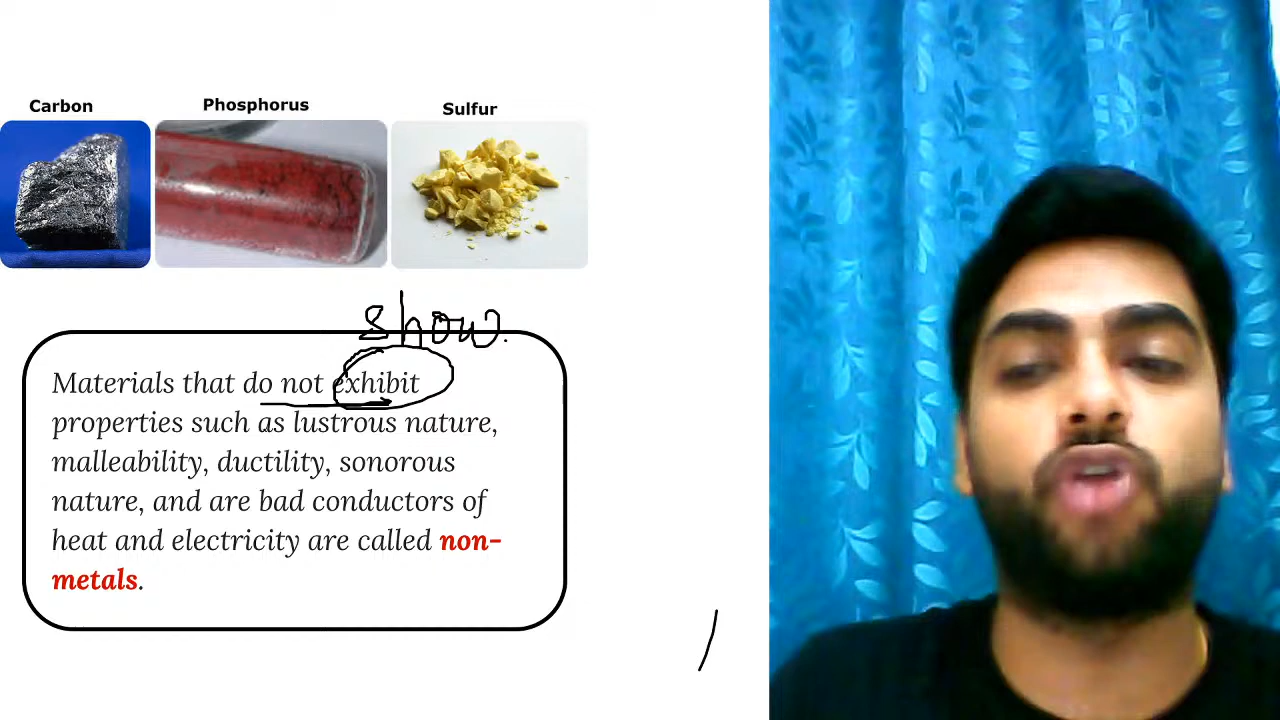 Carbon
Phosphorus
Sulfur
show.
Materials that do not exhibit
properties such as lustrous nature,
malleability, ductility, sonorous
nature, and are bad conductors of
heat and electricity are called non-
metals.